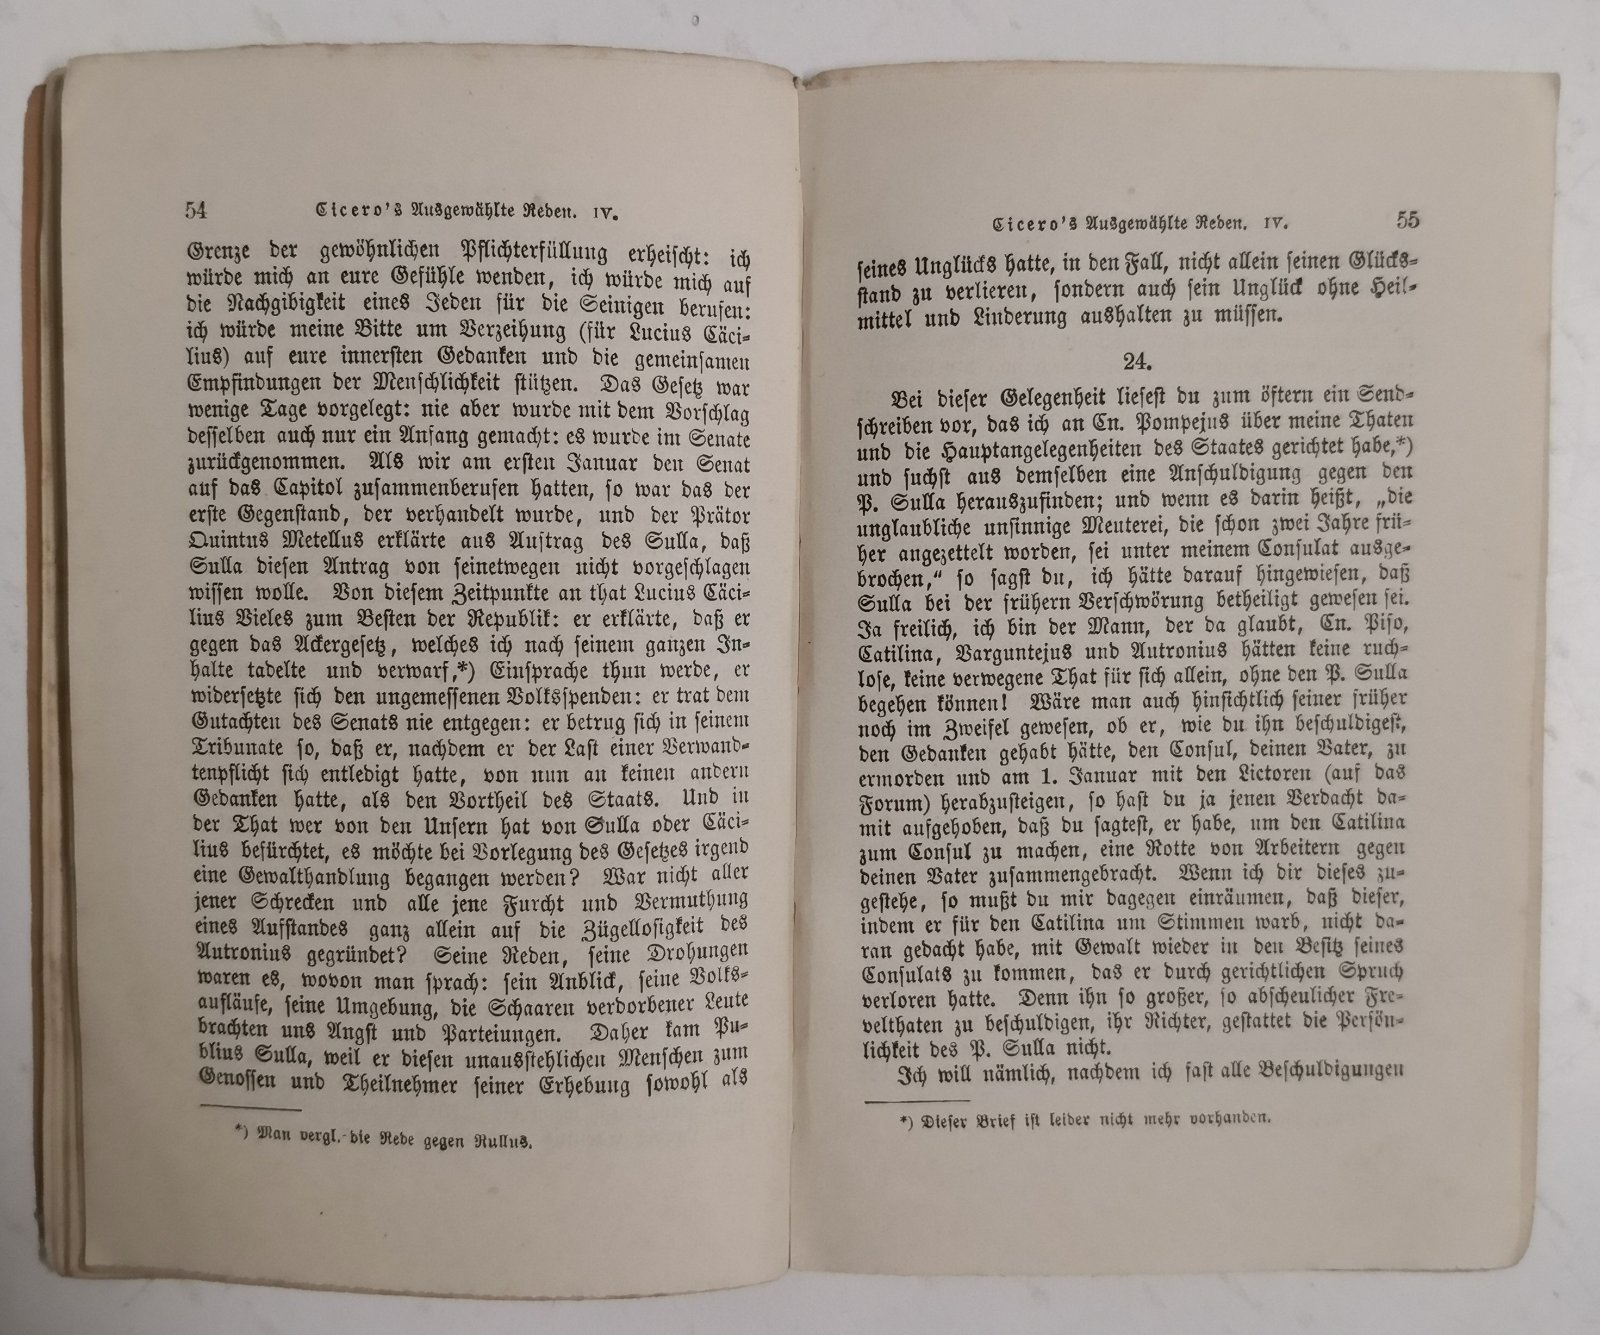 54
Cicero's Ausgewählte Reden. IV.
Grenze der gewöhnlichen Pflichterfüllung erheischt: ich
würde mich an eure Gefühle wenden, ich würde mich auf
die Nachgibigkeit eines Jeden für die Seinigen berufen:
ich würde meine Bitte um Verzeihung (für Lucius Cäci-
lius) auf eure innersten Gedanken und die gemeinsamen
Empfindungen der Menschlichkeit stützen. Das Gesetz war
wenige Tage vorgelegt: nie aber wurde mit dem Vorschlag
desselben auch nur ein Anfang gemacht: es wurde im Senate
zurückgenommen. Als wir am ersten Januar den Senat
auf das Capitol zusammenberufen hatten, so war das der
erste Gegenstand, der verhandelt wurde, und der Prätor
Quintus Metellus erklärte aus Auftrag des Sulla, daß
Sulla diesen Antrag von seinetwegen nicht vorgeschlagen
wissen wolle. Von diesem Zeitpunkte an that Lucius Cäci-
lius Vieles zum Besten der Republik: er erklärte, daß er
gegen das Ackergesetz, welches ich nach seinem ganzen In-
halte tadelte und verwarf,*) Einsprache thun werde, er
widersetzte sich den ungemessenen Volksspenden: er trat dem
Gutachten des Senats nie entgegen: er betrug sich in seinem
Tribunate so, daß er, nachdem er der Last einer Verwand-
tenpflicht sich entledigt hatte, von nun an keinen andern
Gedanken hatte, als den Vortheil des Staats. Und in
der That wer von den Unsern hat von Sulla oder Cäci-
lius befürchtet, es möchte bei Vorlegung des Gesetzes irgend
eine Gewalthandlung begangen werden? War nicht aller
jener Schrecken und alle jene Furcht und Vermuthung
eines Aufstandes ganz allein auf die Zügellosigkeit des
Autronius gegründet? Seine Reden, seine Drohungen
waren es, wovon man sprach: sein Anblick, seine Volks-
aufläufe, seine Umgebung, die Schaaren verdorbener Leute
brachten uns Angst und Parteiungen. Daher kam Pu-
blius Sulla, weil er diesen unausstehlichen Menschen zum
Genossen und Theilnehmer seiner Erhebung sowohl als
*) Man vergl. die Rede gegen Rullus.
Cicero's Ausgewählte Reden. IV.
55
seines Unglücks hatte, in den Fall, nicht allein seinen Glücks-
stand zu verlieren, sondern auch sein Unglück ohne Heil-
mittel und Linderung aushalten zu müssen.
24.
Bei dieser Gelegenheit liesest du zum öftern ein Send-
schreiben vor, das ich an Cn. Pompejus über meine Thaten
und die Hauptangelegenheiten des Staates gerichtet habe,*)
und suchst aus demselben eine Anschuldigung gegen den
P. Sulla herauszufinden; und wenn es darin heißt, „die
unglaubliche unsinnige Meuterei, die schon zwei Jahre frü-
her angezettelt worden, sei unter meinem Consulat ausge-
brochen,“ so sagst du, ich hätte darauf hingewiesen, daß
Sulla bei der frühern Verschwörung betheiligt gewesen sei.
Ja freilich, ich bin der Mann, der da glaubt, Cn. Piso,
Catilina, Varguntejus und Autronius hätten keine ruch-
lose, keine verwegene That für sich allein, ohne den P. Sulla
begehen können! Wäre man auch hinsichtlich seiner früher
noch im Zweifel gewesen, ob er, wie du ihn beschuldigest,
den Gedanken gehabt hätte, den Consul, deinen Vater, zu
ermorden und am 1. Januar mit den Lictoren (auf das
Forum) herabzusteigen, so hast du ja jenen Verdacht da-
mit aufgehoben, daß du sagtest, er habe, um den Catilina
zum Consul zu machen, eine Rotte von Arbeitern gegen
deinen Vater zusammengebracht. Wenn ich dir dieses zu-
gestehe, so mußt du mir dagegen einräumen, daß dieser,
indem er für den Catilina um Stimmen warb, nicht da-
ran gedacht habe, mit Gewalt wieder in den Besitz seines
Consulats zu kommen, das er durch gerichtlichen Spruch
verloren hatte. Denn ihn so großer, so abscheulicher Fre-
velthaten zu beschuldigen, ihr Richter, gestattet die Persön-
lichkeit des P. Sulla nicht.
Ich will nämlich, nachdem ich fast alle Beschuldigungen
*) Dieser Brief ist leider nicht mehr vorhanden.